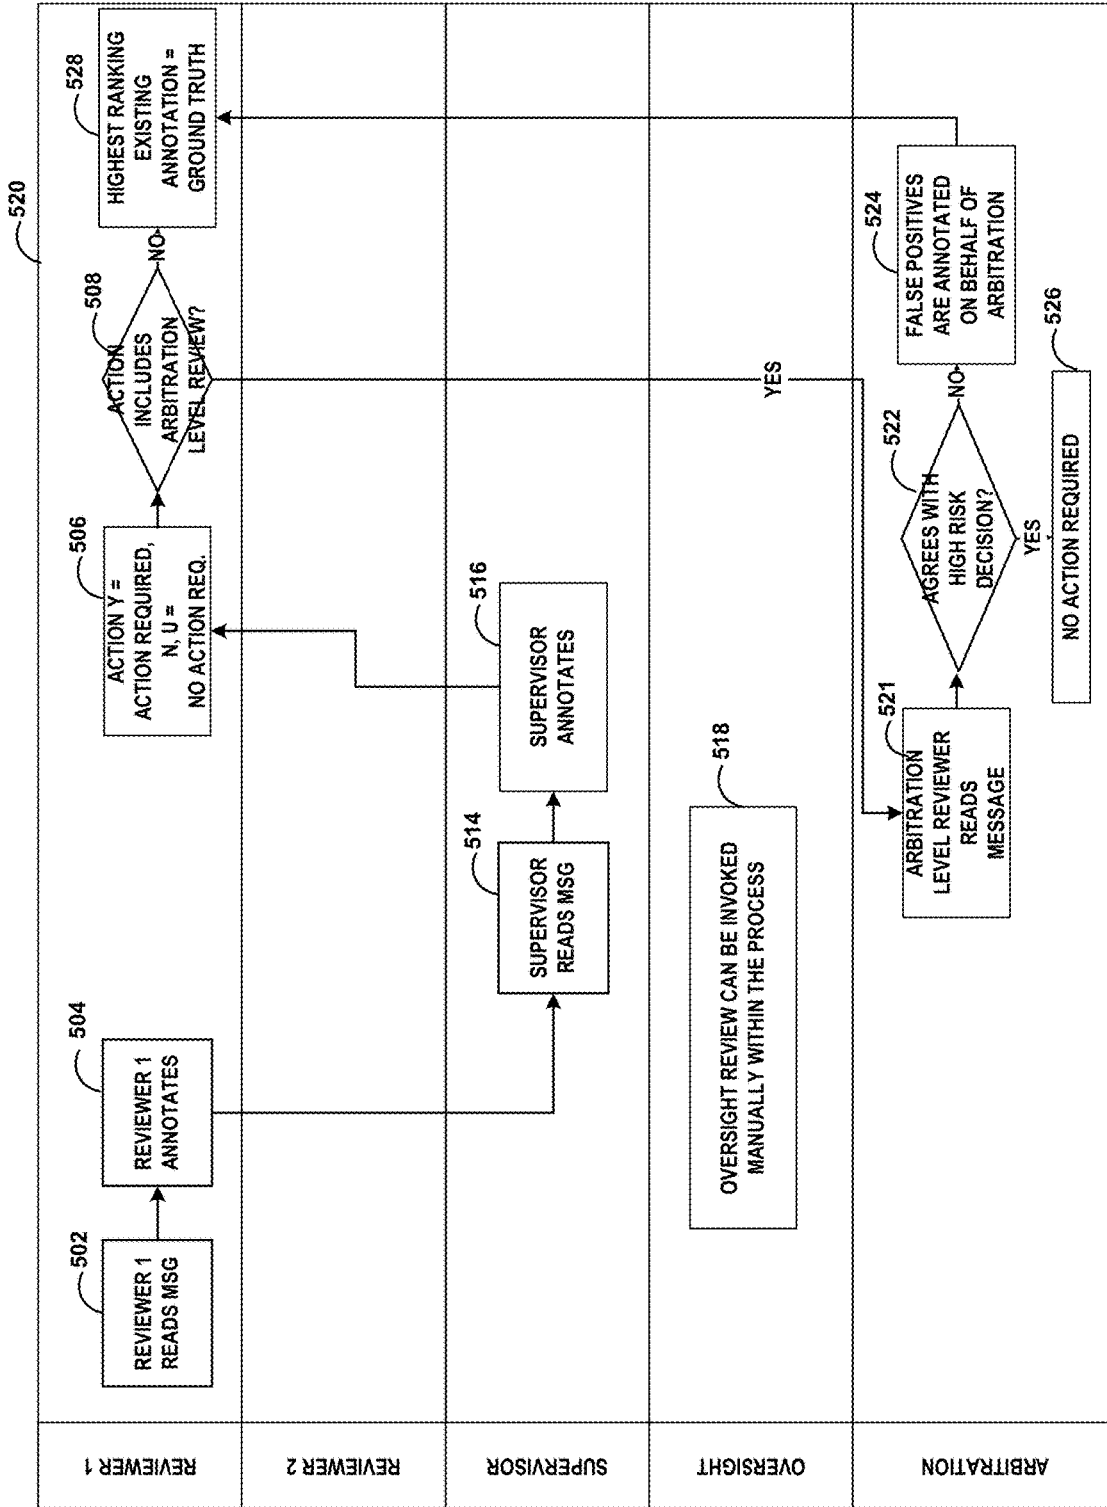 520
REVIEWER 1
502
REVIEWER 1
READS MSG
504
REVIEWER 1
ANNOTATES
506
ACTION Y =
ACTION REQUIRED,
N, U =
NO ACTION REQ.
508
ACTION
INCLUDES
ARBITRATION
LEVEL REVIEW?
NO
528
HIGHEST RANKING
EXISTING
ANNOTATION =
GROUND TRUTH
REVIEWER 2
SUPERVISOR
514
SUPERVISOR
READS MSG
516
SUPERVISOR
ANNOTATES
OVERSIGHT
518
OVERSIGHT REVIEW CAN BE INVOKED
MANUALLY WITHIN THE PROCESS
YES
ARBITRATION
521
ARBITRATION
LEVEL REVIEWER
READS
MESSAGE
522
AGREES WITH
HIGH RISK
DECISION?
NO
YES
524
FALSE POSITIVES
ARE ANNOTATED
ON BEHALF OF
ARBITRATION
526
NO ACTION REQUIRED